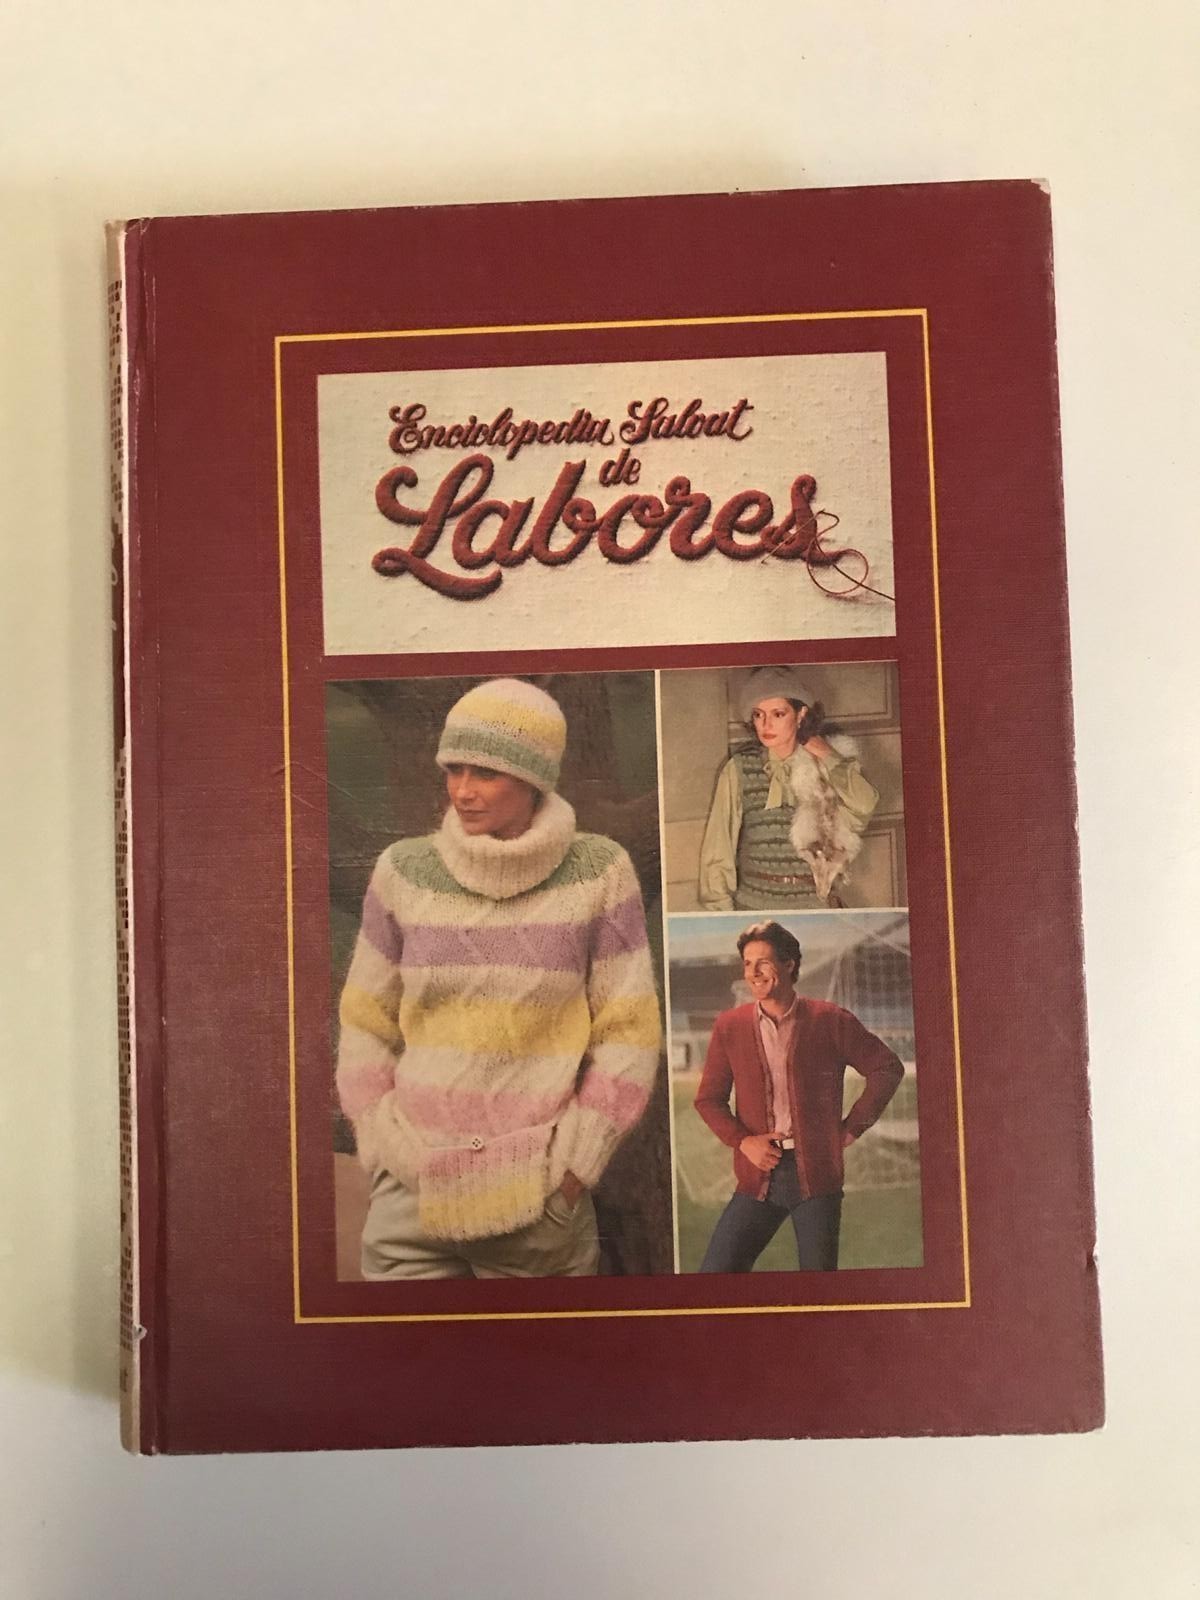 Enciclopedia Salvat
de
Labores